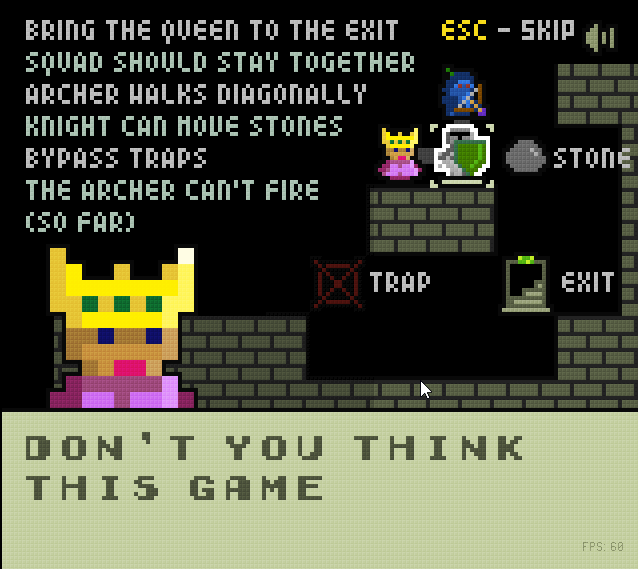 BRING THE QUEEN TO THE EXIT
ESC - SKIP
SQUAD SHOULD STAY TOGETHER
ARCHER WALKS DIAGONALLY
KNIGHT CAN MOVE STONES
BYPASS TRAPS
STONE
THE ARCHER CAN'T FIRE
(SO FAR)
TRAP
EXIT
DON'T YOU THINK
THIS GAME
FPS: 60